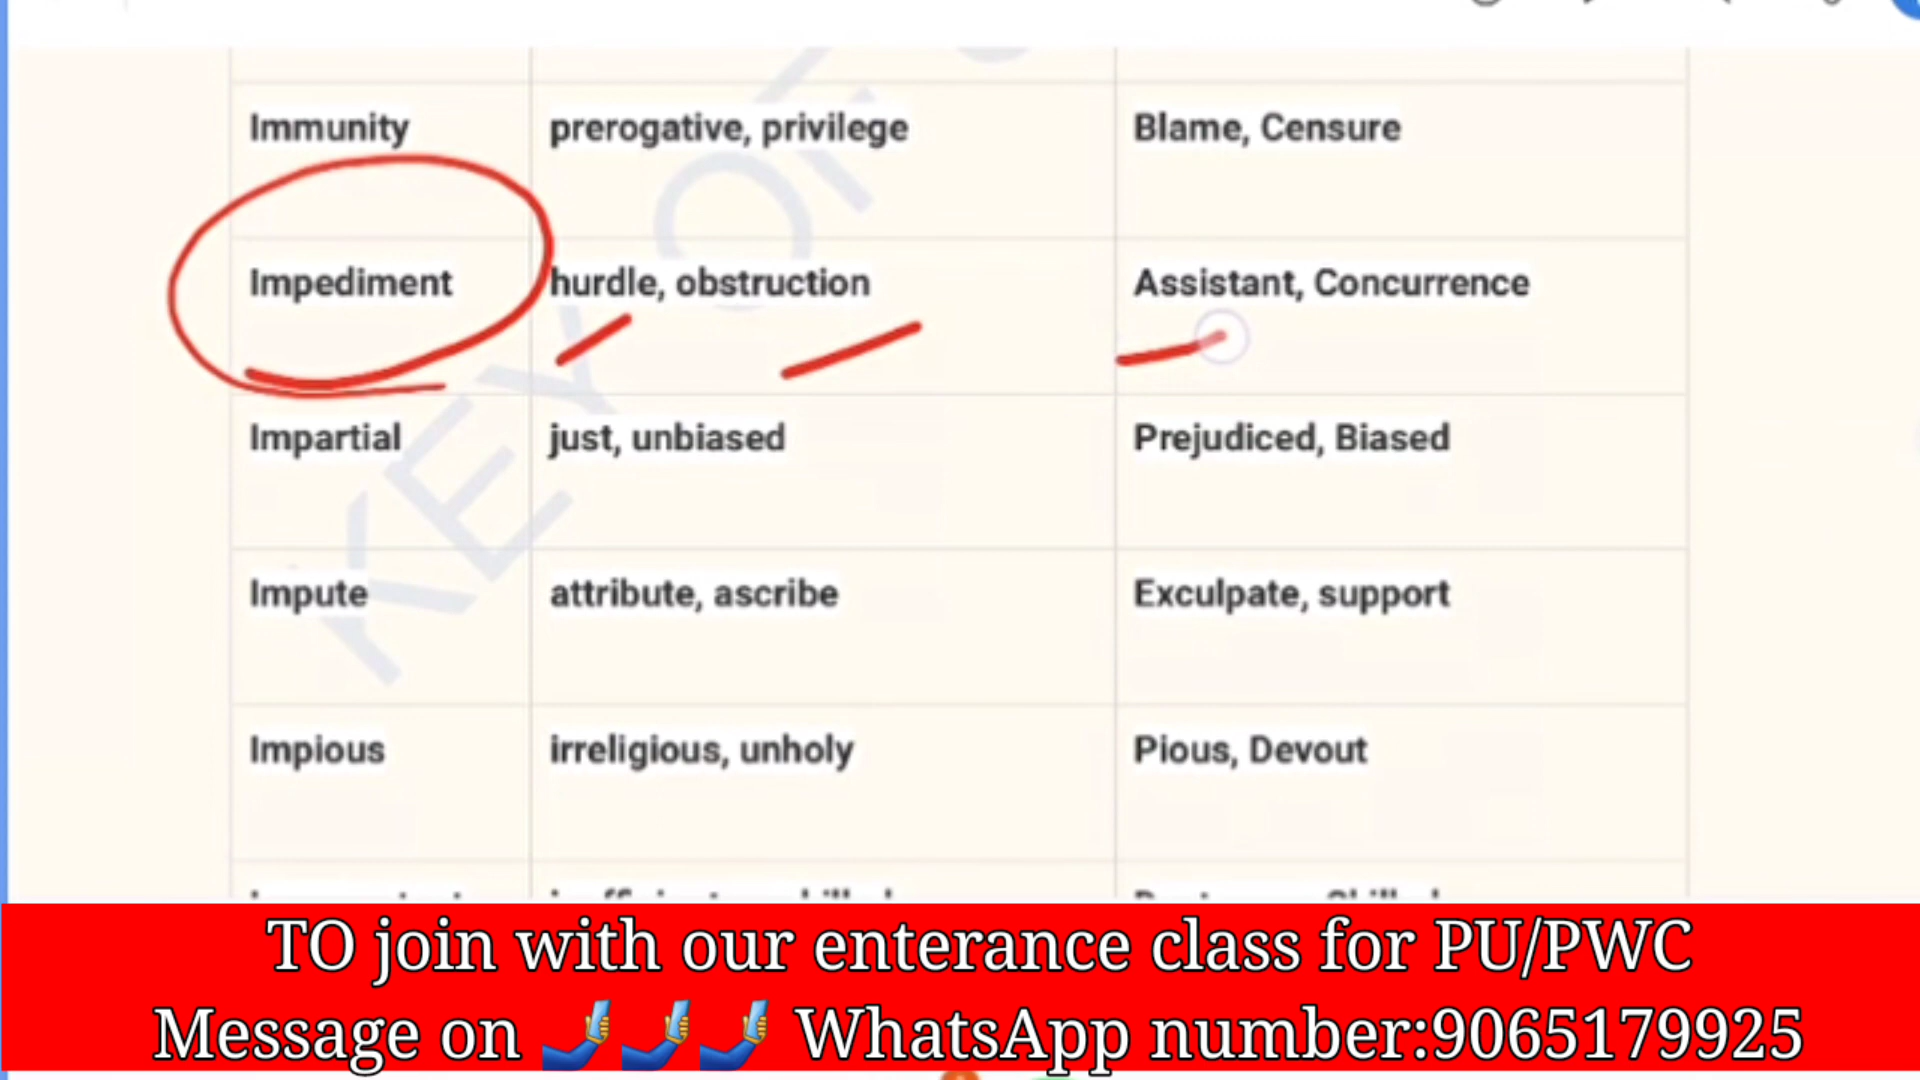 Immunity prerogative, privilege Blame, Censure
Impediment hurdle, obstruction Assistant, Concurrence
Impartial just, unbiased Prejudiced, Biased
Impute attribute, ascribe Exculpate, support
Impious irreligious, unholy Pious, Devout
KEY OF
TO join with our enterance class for PU/PWC
Message on WhatsApp number:9065179925